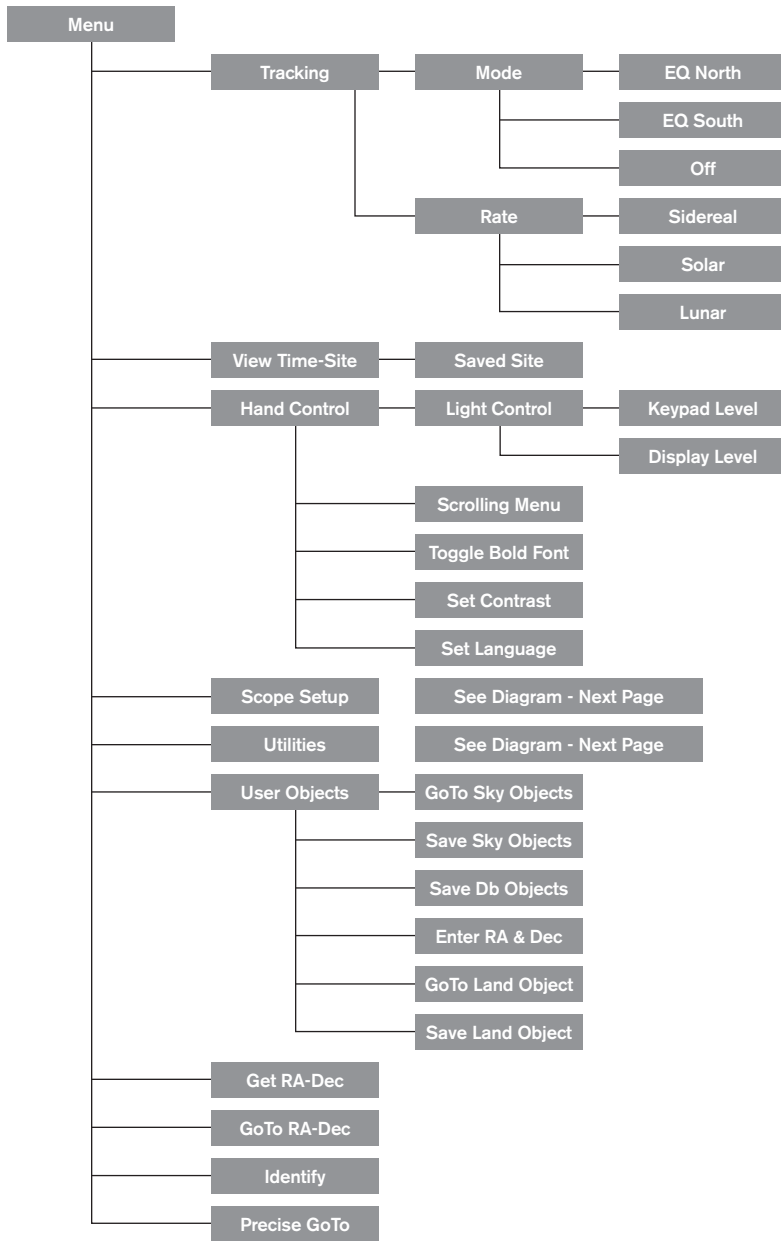 Menu
Tracking
Mode
EQ North
EQ South
Off
Rate
Sidereal
Solar
Lunar
View Time-Site
Saved Site
Hand Control
Light Control
Keypad Level
Display Level
Scrolling Menu
Toggle Bold Font
Set Contrast
Set Language
Scope Setup
See Diagram - Next Page
Utilities
See Diagram - Next Page
User Objects
GoTo Sky Objects
Save Sky Objects
Save Db Objects
Enter RA & Dec
GoTo Land Object
Save Land Object
Get RA-Dec
GoTo RA-Dec
Identify
Precise GoTo